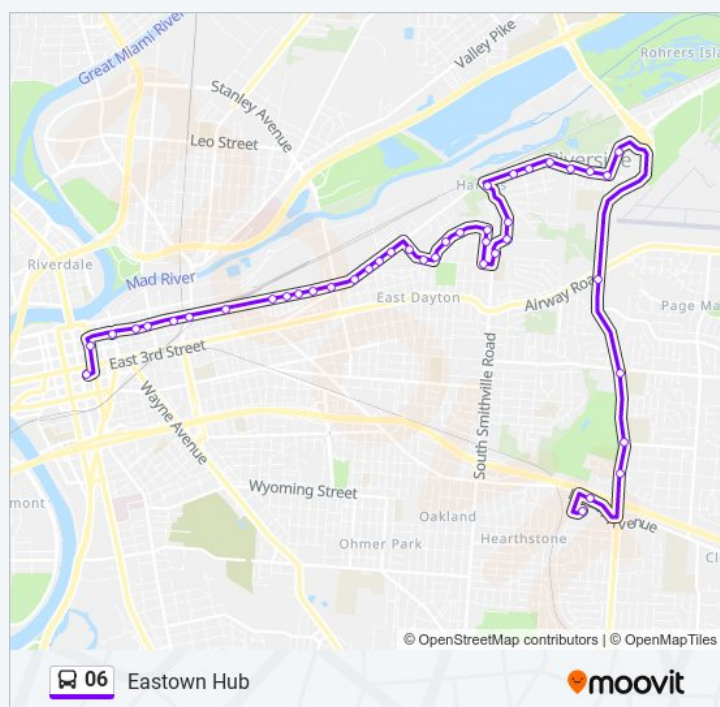 Great Miami River
Valley Pike
Rohrers Isla
Stanley Avenue
Leo Street
Riverside
Riverdale
Mad River
East Dayton
Airway Road
Page Ma
East 3rd Street
South Smithville Road
Wayne Avenue
Wyoming Street
mont
Oakland
venue
Ohmer Park
Hearthstone
Cl
© OpenStreetMap contributors | © OpenMapTiles
06 Eastown Hub
moovit